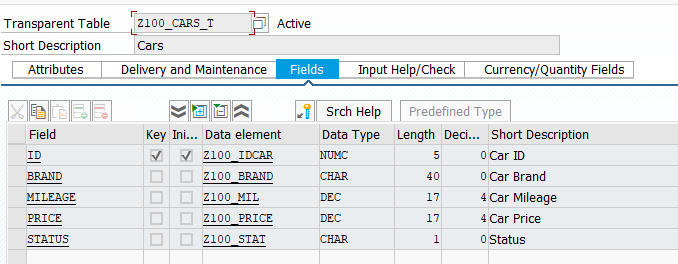 Transparent Table Z100_CARS_T Active
Short Description Cars
Attributes Delivery and Maintenance Fields Input Help/Check Currency/Quantity Fields
Srch Help Predefined Type
Field Key Ini... Data element Data Type Length Deci... Short Description
ID Z100_IDCAR NUMC 5 0 Car ID
BRAND Z100_BRAND CHAR 40 0 Car Brand
MILEAGE Z100_MIL DEC 17 4 Car Mileage
PRICE Z100_PRICE DEC 17 4 Car Price
STATUS Z100_STAT CHAR 1 0 Status